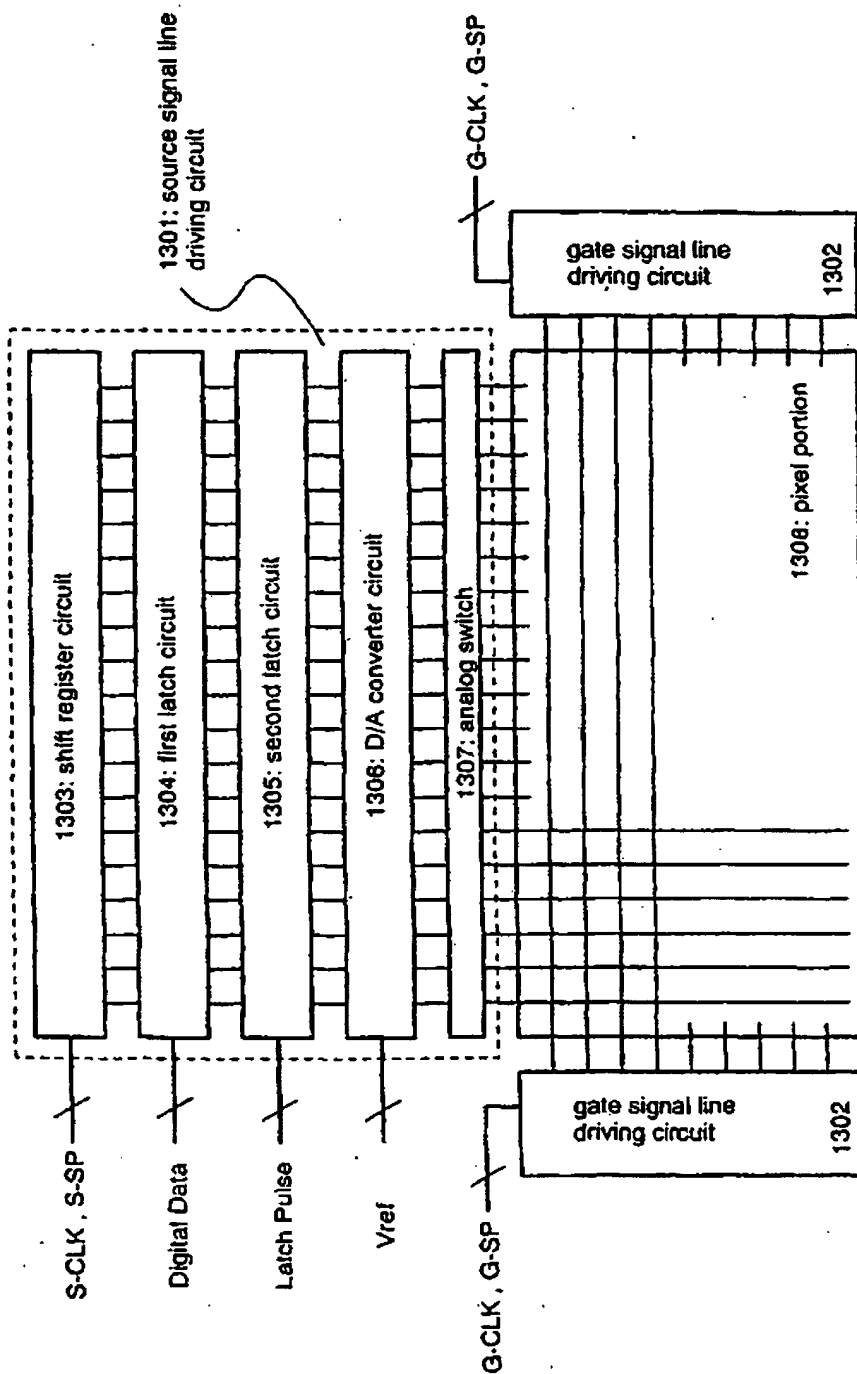 1301: source signal line
driving circuit
S-CLK , S-SP
1303: shift register circuit
Digital Data
1304: first latch circuit
Latch Pulse
1305: second latch circuit
Vref
1306: D/A converter circuit
1307: analog switch
G-CLK , G-SP
G-CLK , G-SP
gate signal line
driving circuit
1302
gate signal line
driving circuit
1302
1308: pixel portion